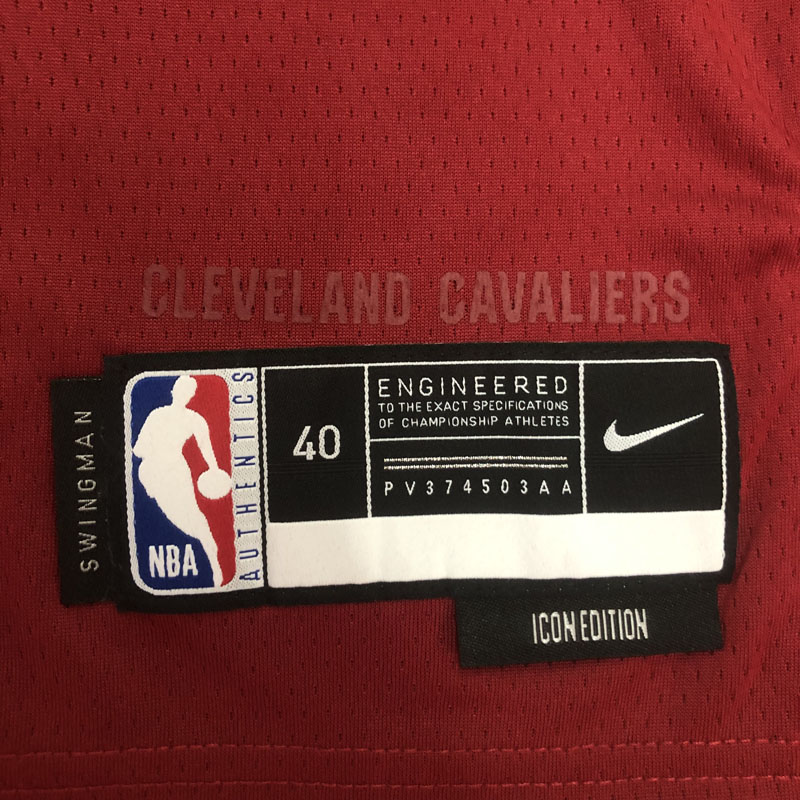 CLEVELAND CAVALIERS
SWINGMAN
NBA
AUTHENTICS
40
ENGINEERED
TO THE EXACT SPECIFICATIONS
OF CHAMPIONSHIP ATHLETES
PV374503AA
ICON EDITION